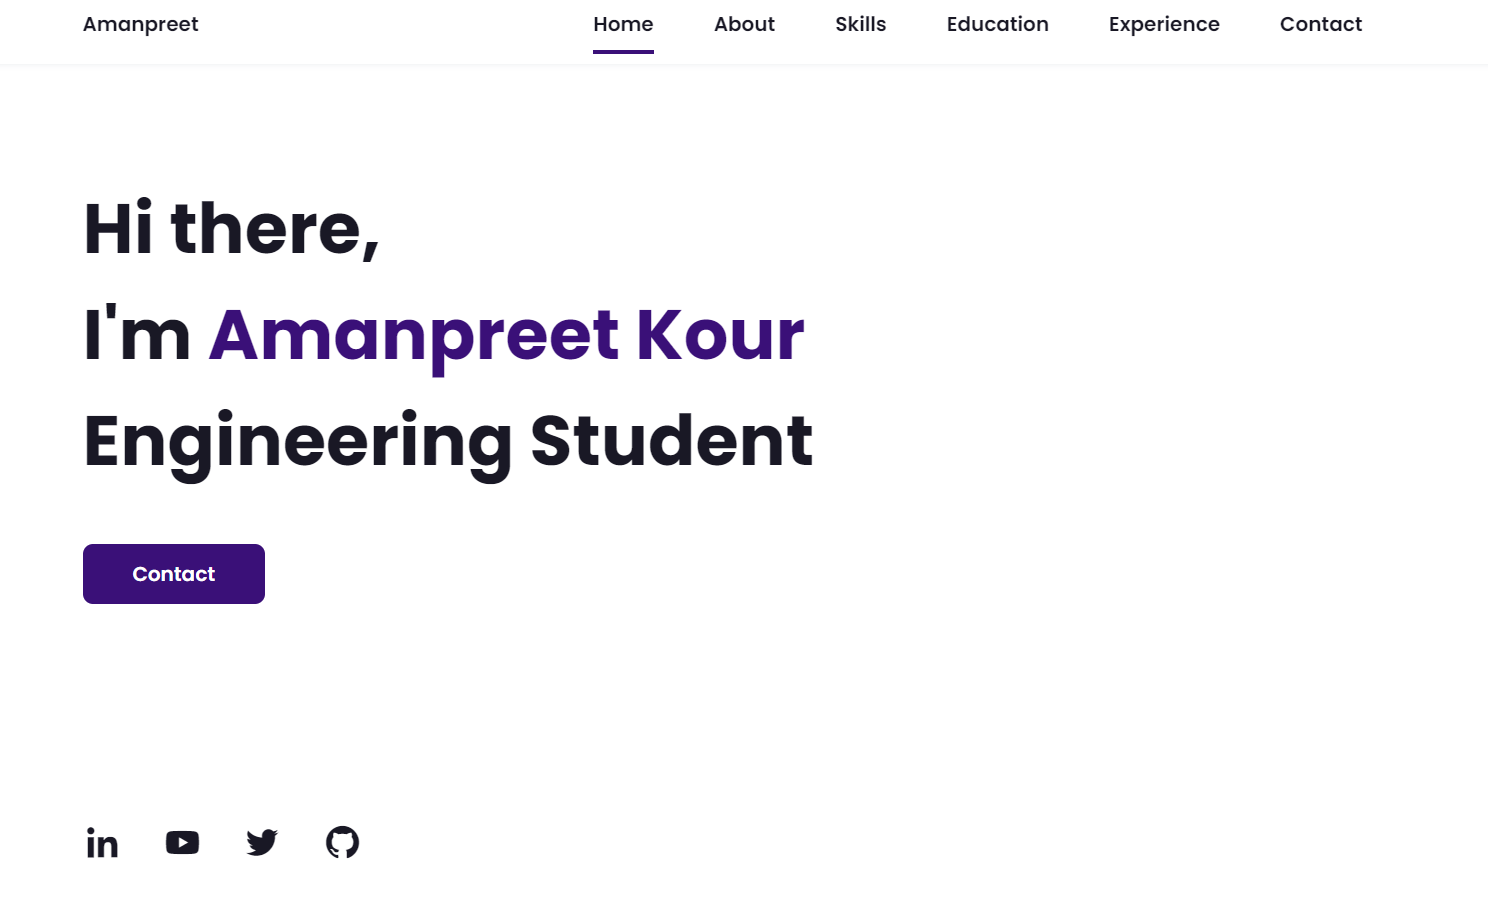 Amanpreet
Home About Skills Education Experience Contact
Hi there,
I'm Amanpreet Kour
Engineering Student
Contact
in